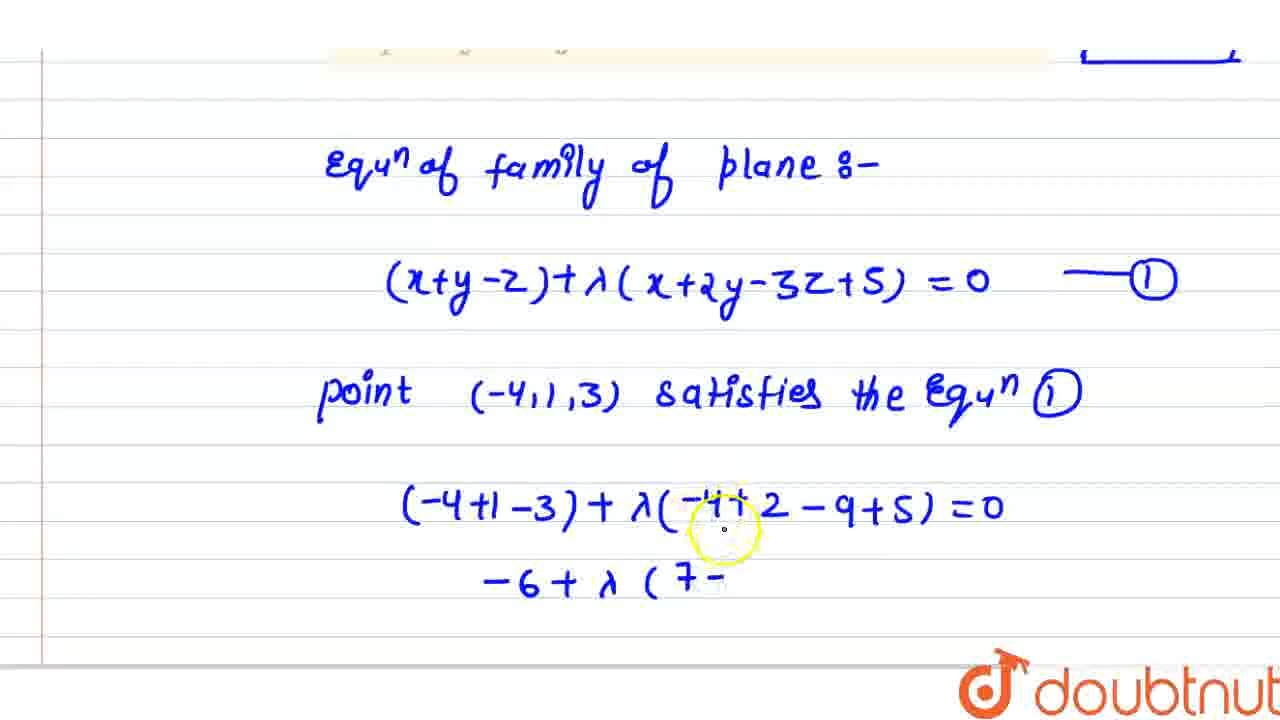 Equⁿ of family of plane :-
(x+y-z)+λ(x+2y-3z+5) = 0 —— ①
point (-4,1,3) satisfies the Equⁿ ①
(-4+1-3)+λ(-4+2-9+5) = 0
-6+λ(7-
doubtnut